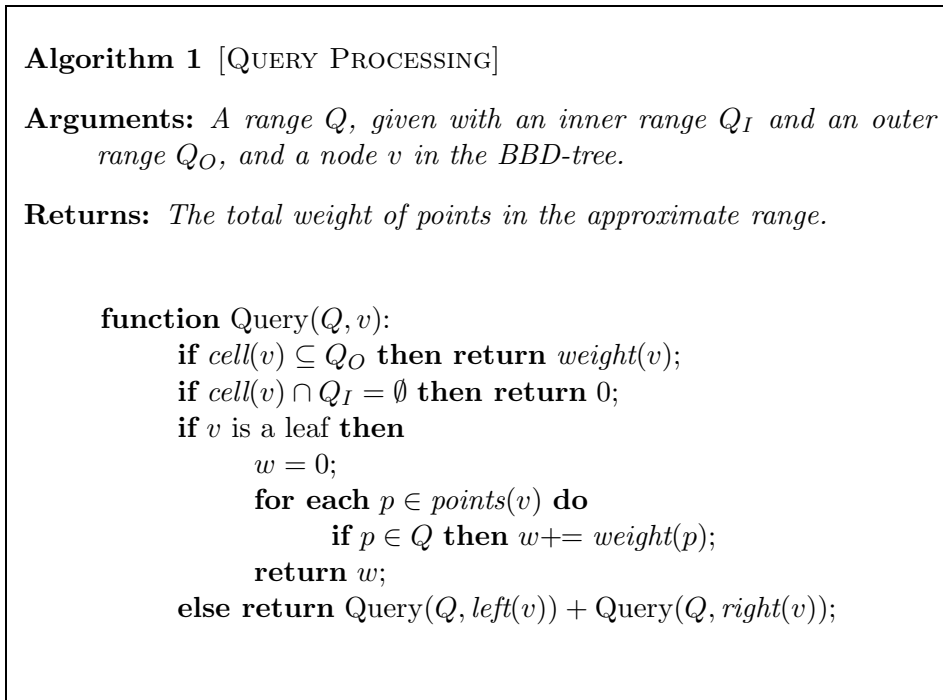 Algorithm 1 [QUERY PROCESSING]
Arguments: A range Q, given with an inner range Q_I and an outer
range Q_O, and a node v in the BBD-tree.
Returns: The total weight of points in the approximate range.
function Query(Q, v):
if cell(v) ⊆ Q_O then return weight(v);
if cell(v) ∩ Q_I = ∅ then return 0;
if v is a leaf then
w = 0;
for each p ∈ points(v) do
if p ∈ Q then w+= weight(p);
return w;
else return Query(Q, left(v)) + Query(Q, right(v));